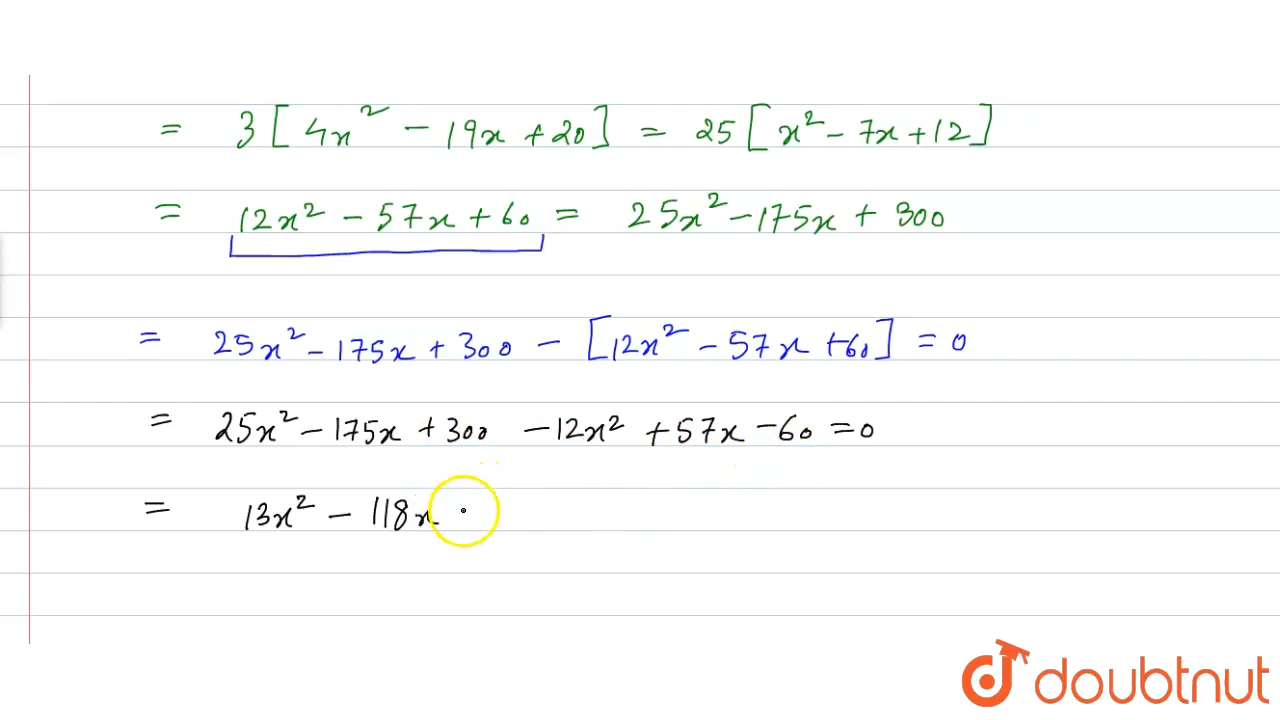 = 3[4x² - 19x + 20] = 25[x² - 7x + 12]
= 12x² - 57x + 60 = 25x² - 175x + 300
= 25x² - 175x + 300 - [12x² - 57x + 60] = 0
= 25x² - 175x + 300 - 12x² + 57x - 60 = 0
= 13x² - 118x
doubtnut